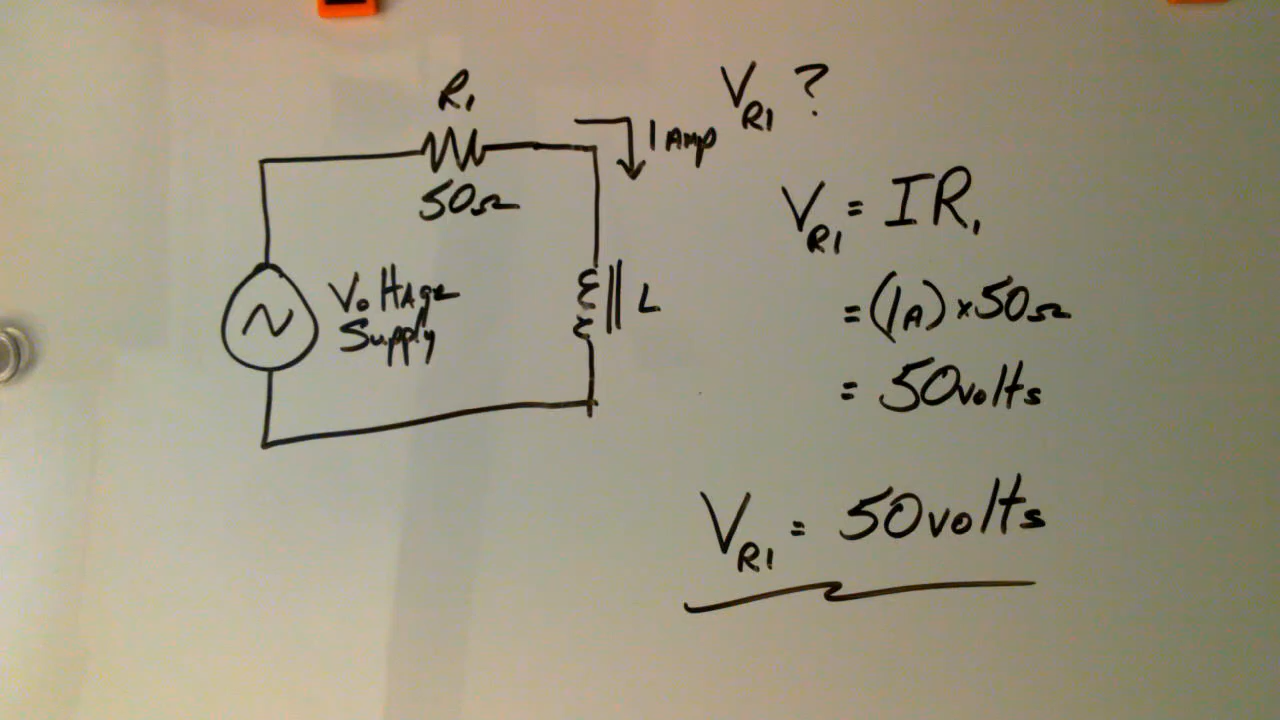 R1
50Ω
1 Amp
Voltage
Supply
L
VR1 ?
VR1 = IR1
= (1A) × 50Ω
= 50volts
VR1 = 50volts